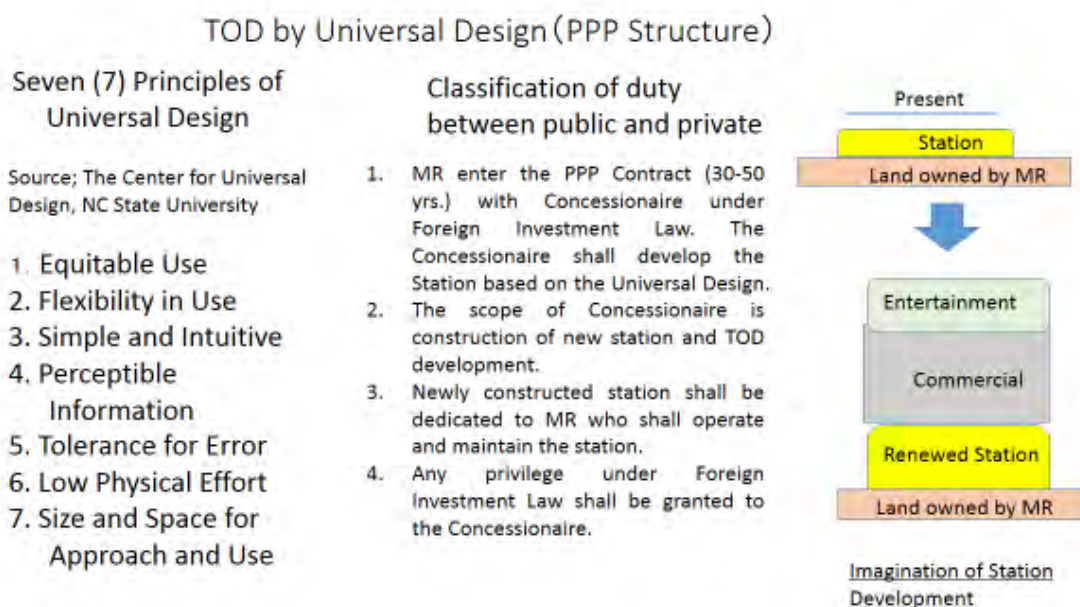 TOD by Universal Design（PPP Structure）
Seven (7) Principles of
Universal Design
Source; The Center for Universal
Design, NC State University
1. Equitable Use
2. Flexibility in Use
3. Simple and Intuitive
4. Perceptible
Information
5. Tolerance for Error
6. Low Physical Effort
7. Size and Space for
Approach and Use
Classification of duty
between public and private
1. MR enter the PPP Contract (30-50
yrs.) with Concessionaire under
Foreign Investment Law. The
Concessionaire shall develop the
Station based on the Universal Design.
2. The scope of Concessionaire is
construction of new station and TOD
development.
3. Newly constructed station shall be
dedicated to MR who shall operate
and maintain the station.
4. Any privilege under Foreign
Investment Law shall be granted to
the Concessionaire.
Present
Station
Land owned by MR
Entertainment
Commercial
Renewed Station
Land owned by MR
Imagination of Station
Development